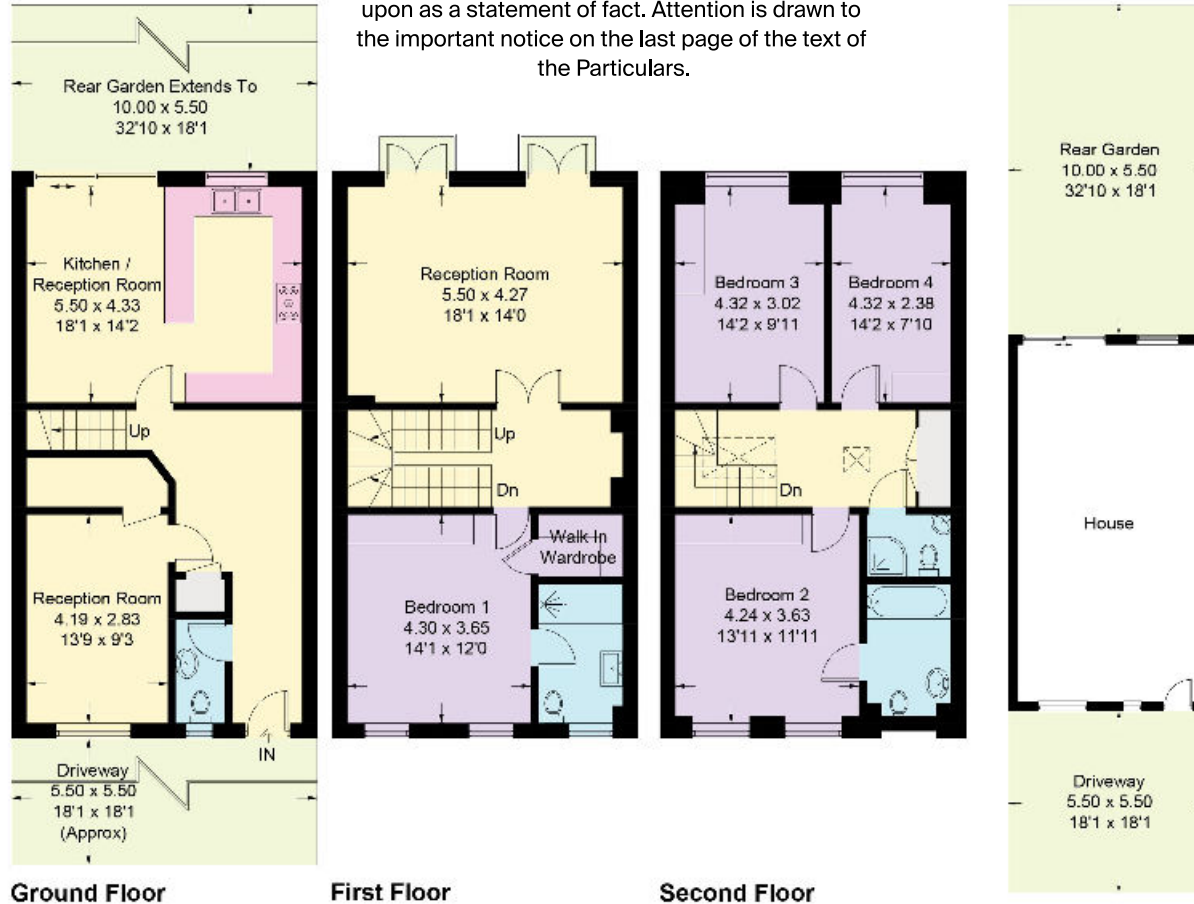 upon as a statement of fact. Attention is drawn to
the important notice on the last page of the text of
the Particulars.
Rear Garden Extends To
10.00 x 5.50
32'10 x 18'1
Kitchen /
Reception Room
5.50 x 4.33
18'1 x 14'2
Up
Reception Room
4.19 x 2.83
13'9 x 9'3
IN
Driveway
5.50 x 5.50
18'1 x 18'1
(Approx)
Ground Floor
Reception Room
5.50 x 4.27
18'1 x 14'0
Up
Dn
Walk In
Wardrobe
Bedroom 1
4.30 x 3.65
14'1 x 12'0
First Floor
Bedroom 3
4.32 x 3.02
14'2 x 9'11
Bedroom 4
4.32 x 2.38
14'2 x 7'10
Dn
Bedroom 2
4.24 x 3.63
13'11 x 11'11
Second Floor
Rear Garden
10.00 x 5.50
32'10 x 18'1
House
Driveway
5.50 x 5.50
18'1 x 18'1